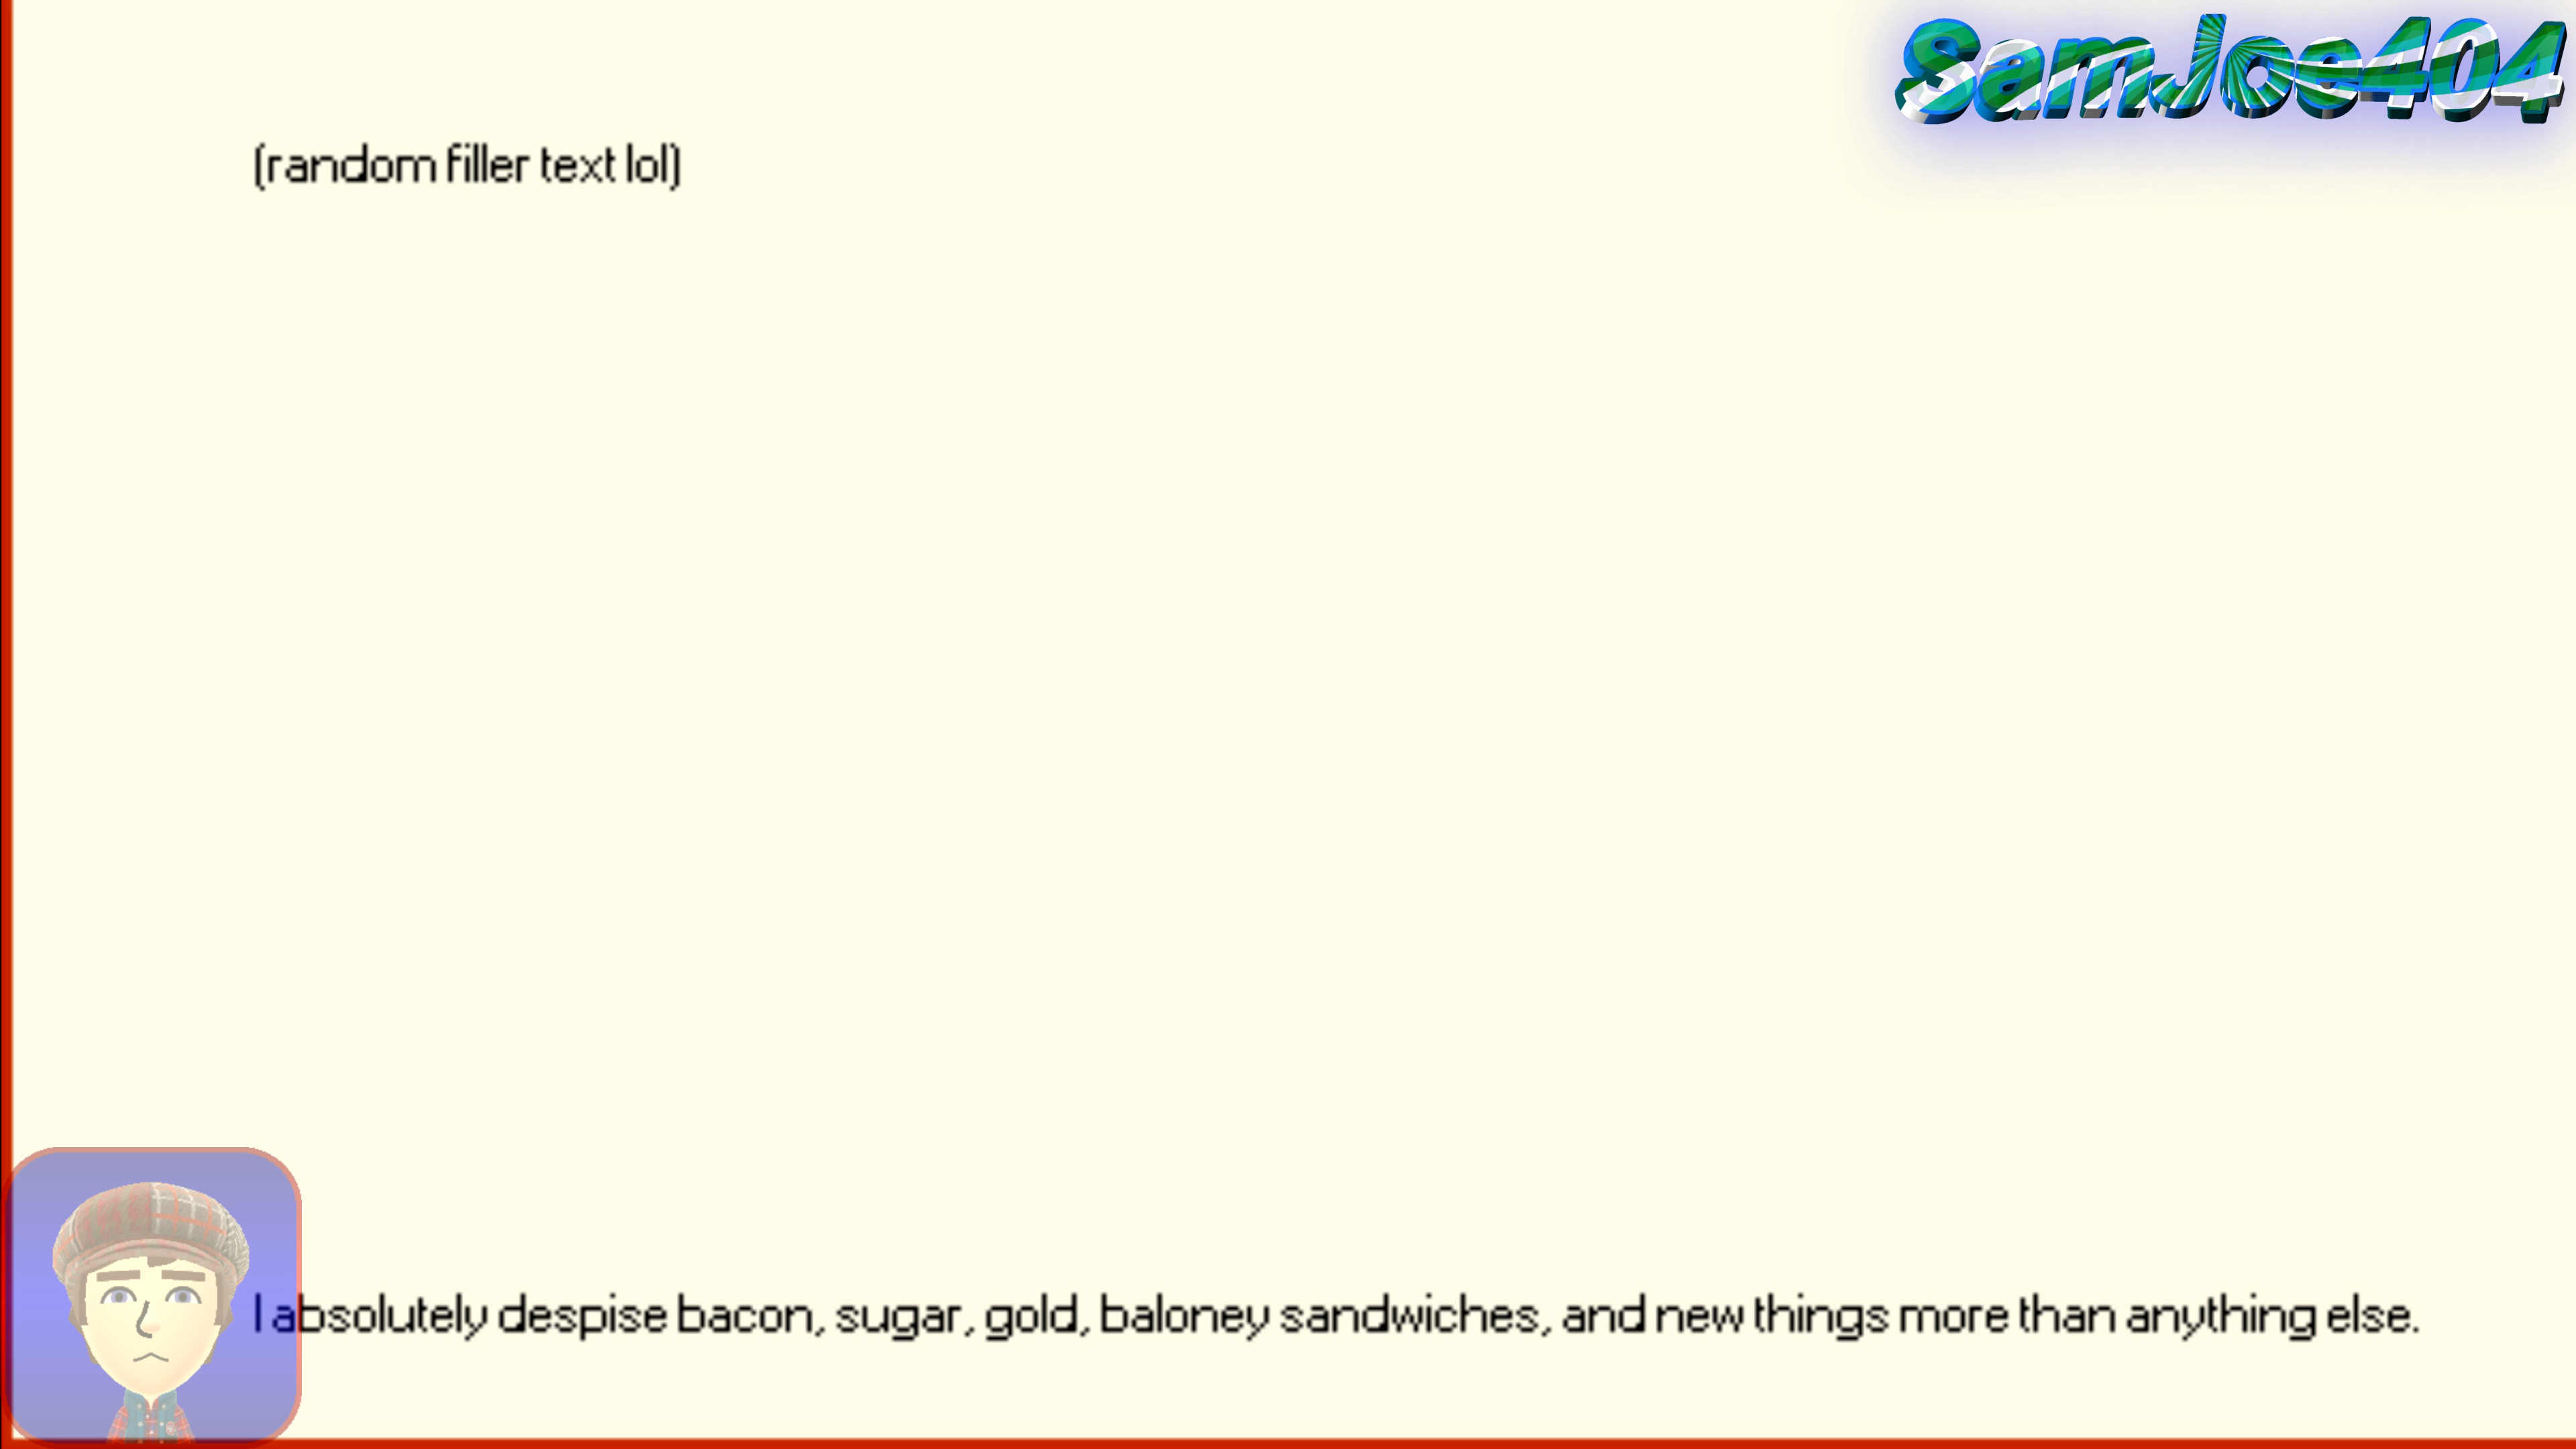 SamJoe404
(random filler text lol)
I absolutely despise bacon, sugar, gold, baloney sandwiches, and new things more than anything else.